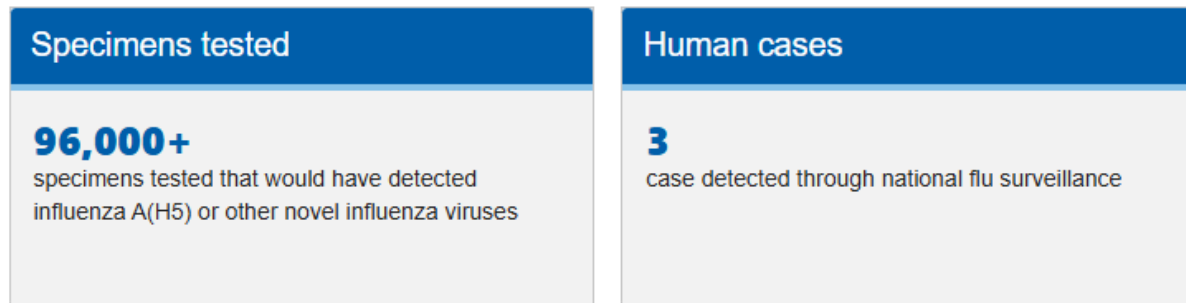 Specimens tested
96,000+
specimens tested that would have detected
influenza A(H5) or other novel influenza viruses
Human cases
3
case detected through national flu surveillance